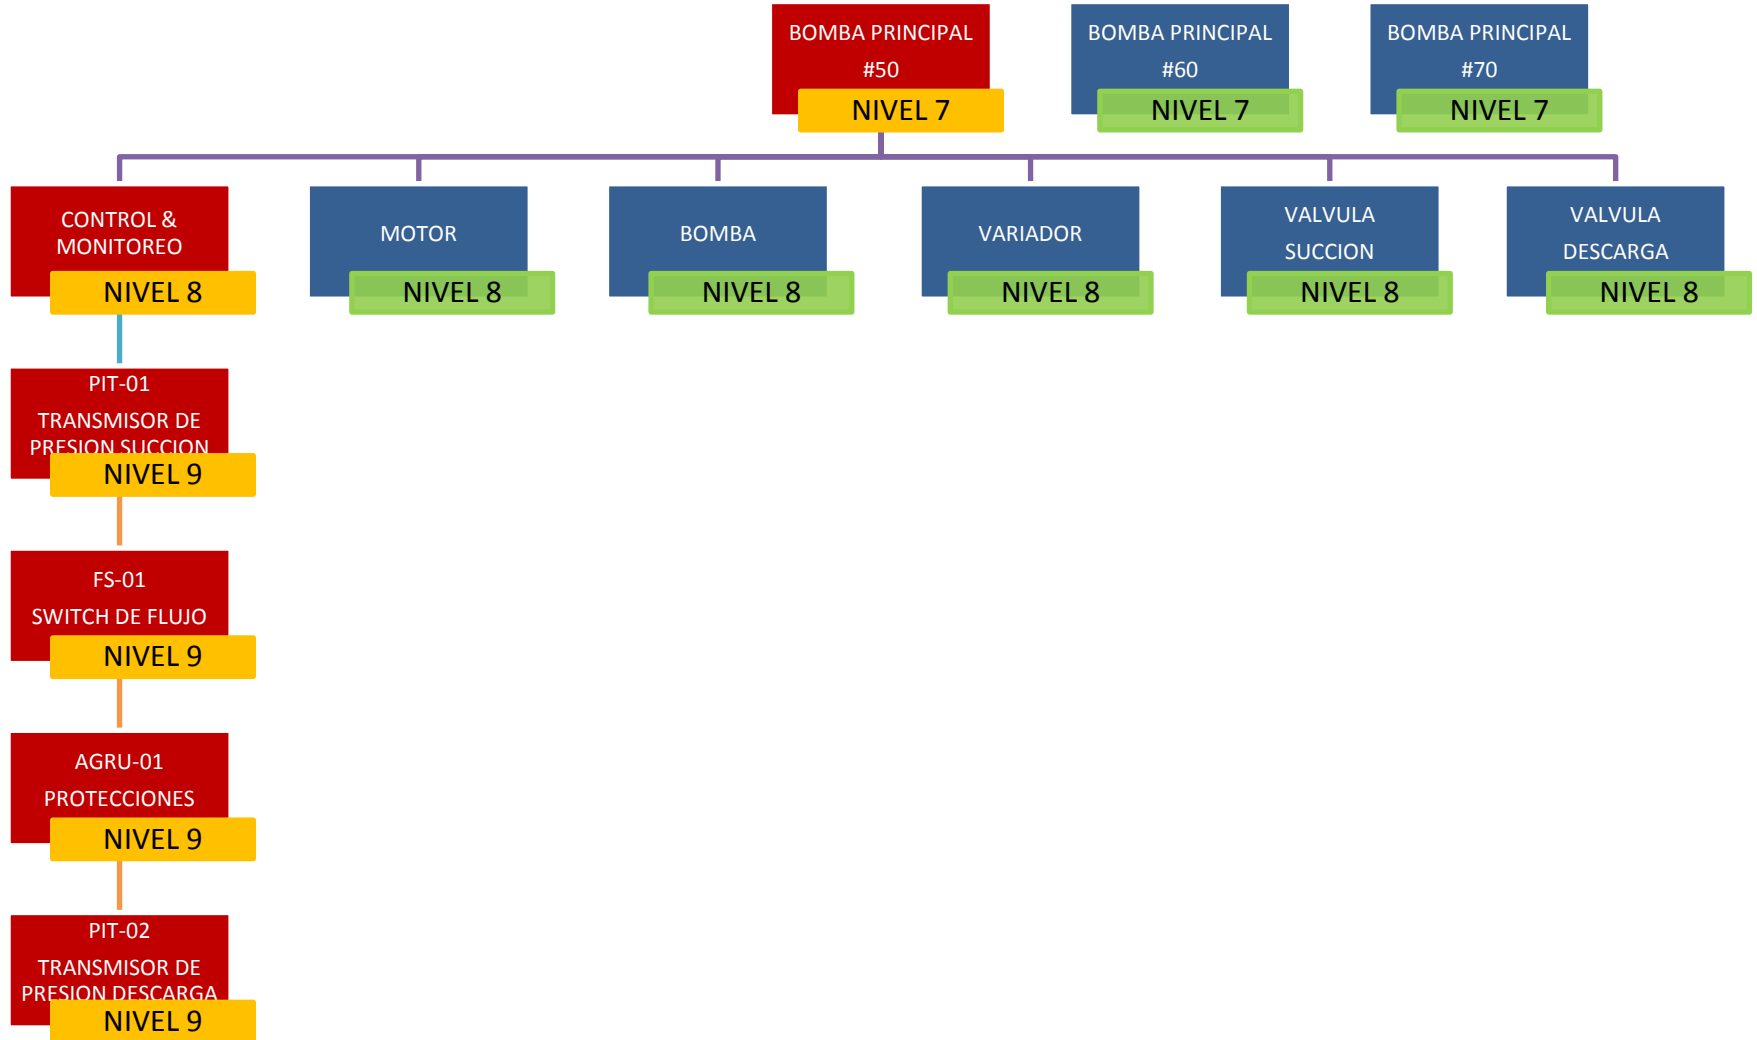 BOMBA PRINCIPAL
#50
NIVEL 7
BOMBA PRINCIPAL
#60
NIVEL 7
BOMBA PRINCIPAL
#70
NIVEL 7
CONTROL &
MONITOREO
NIVEL 8
MOTOR
NIVEL 8
BOMBA
NIVEL 8
VARIADOR
NIVEL 8
VALVULA
SUCCION
NIVEL 8
VALVULA
DESCARGA
NIVEL 8
PIT-01
TRANSMISOR DE
PRESION SUCCION
NIVEL 9
FS-01
SWITCH DE FLUJO
NIVEL 9
AGRU-01
PROTECCIONES
NIVEL 9
PIT-02
TRANSMISOR DE
PRESION DESCARGA
NIVEL 9